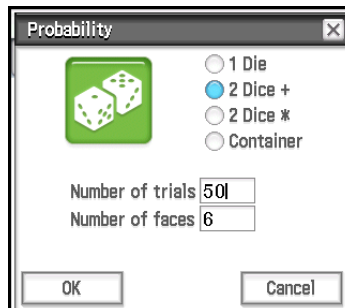 Probability
1 Die
2 Dice +
2 Dice *
Container
Number of trials 50
Number of faces 6
OK
Cancel